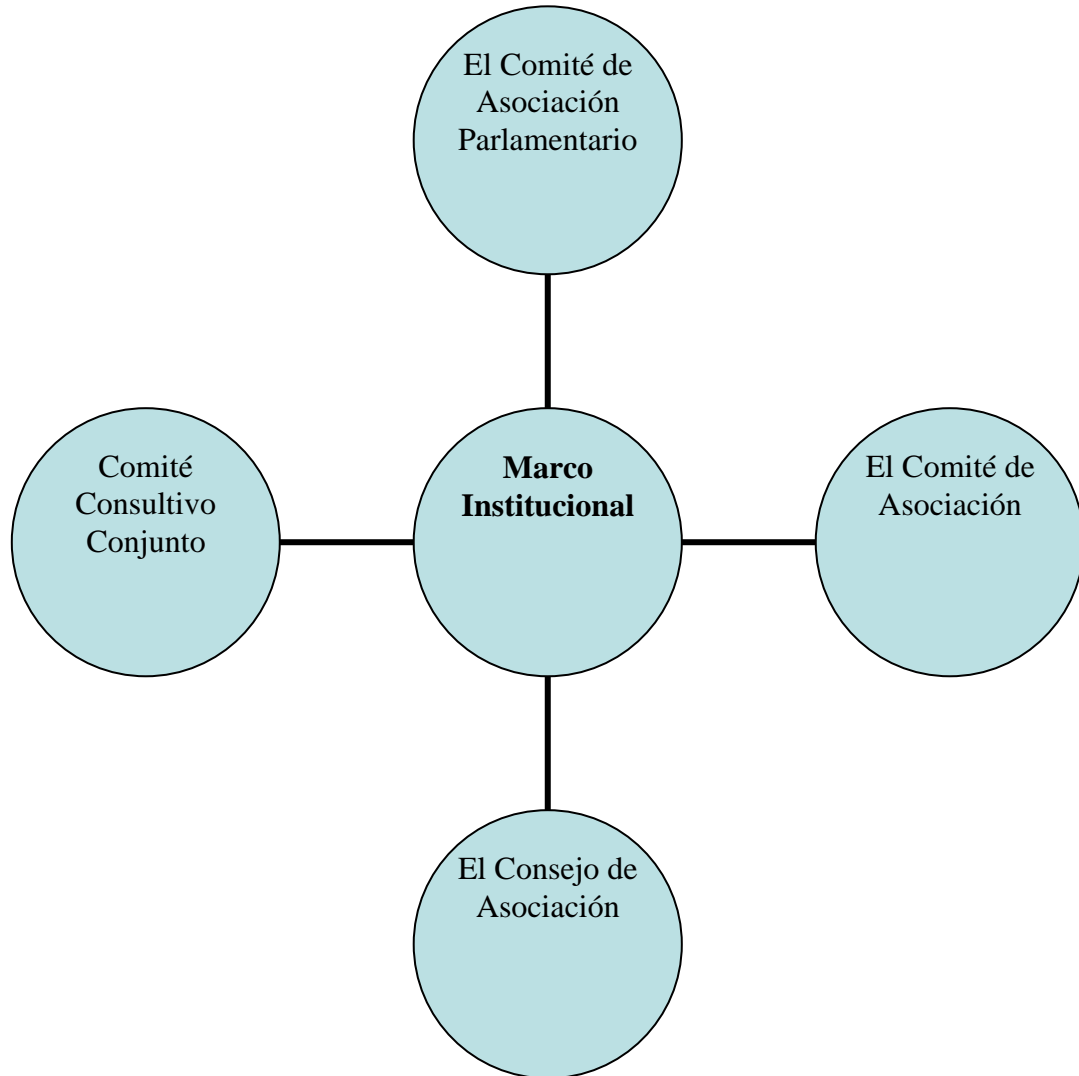 El Comité de
Asociación
Parlamentario
Comité
Consultivo
Conjunto
Marco
Institucional
El Comité de
Asociación
El Consejo de
Asociación